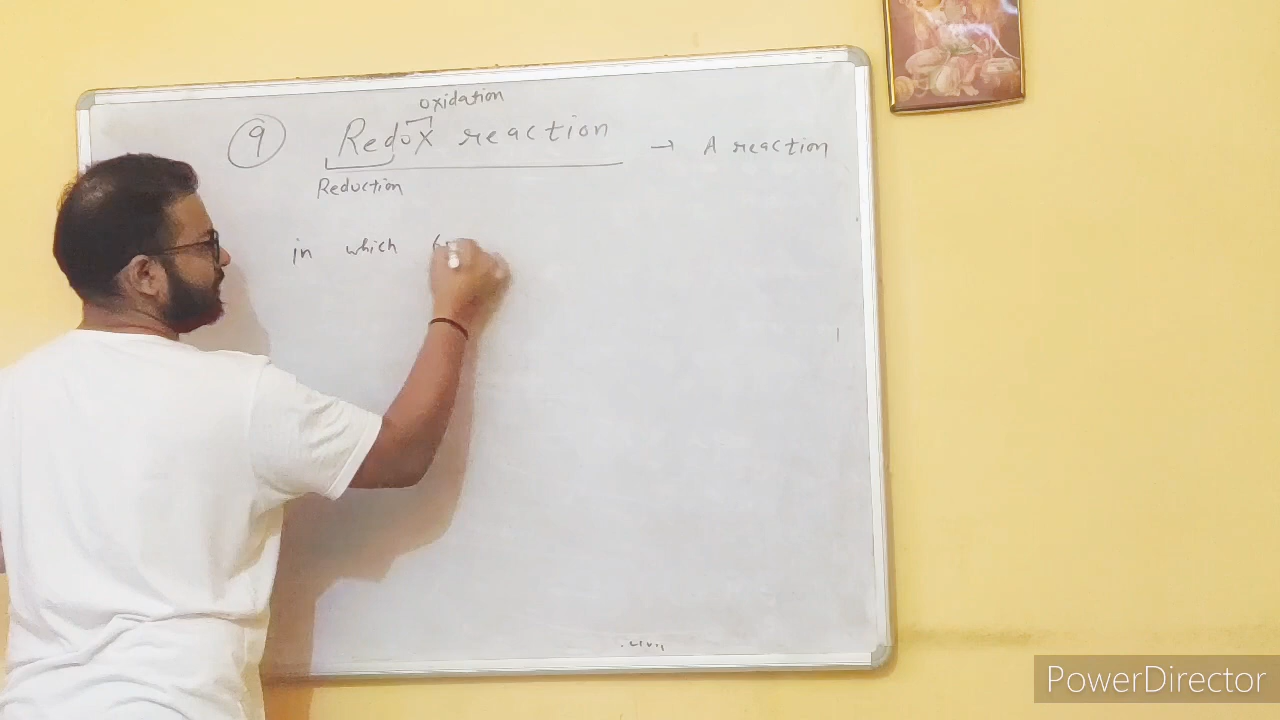 oxidation
9 Redox reaction → A reaction
Reduction
in which
PowerDirector